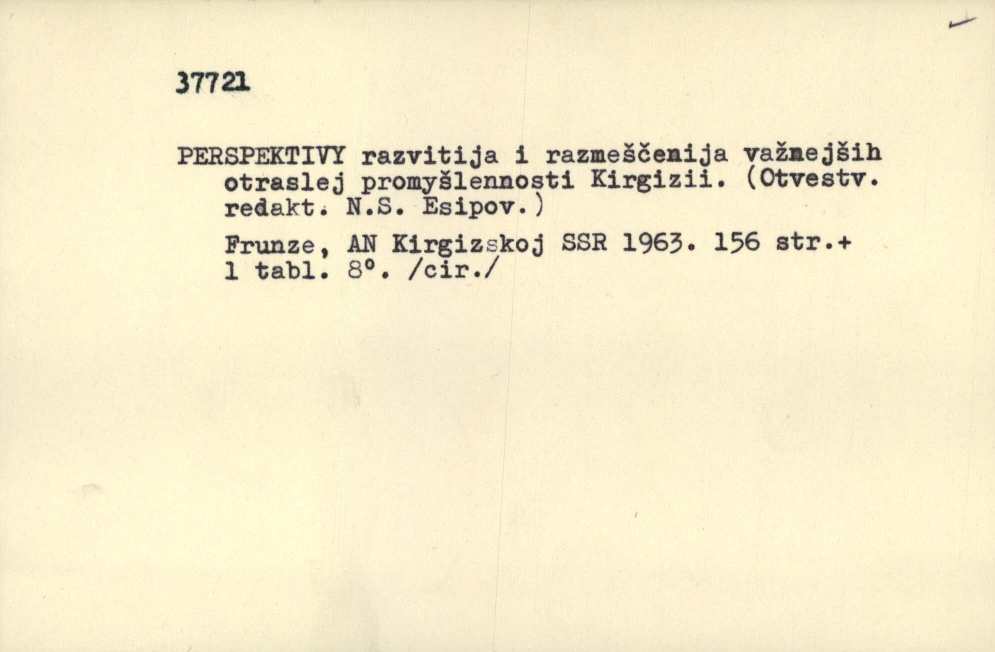 37721
PERSPEKTIVY razvitija i razmeščenija važnejših
otraslej promyšlennosti Kirgizii. (Otvestv.
redakt. N.S. Esipov.)
Frunze, AN Kirgizskoj SSR 1963. 156 str.+
1 tabl. 8°. /cir./